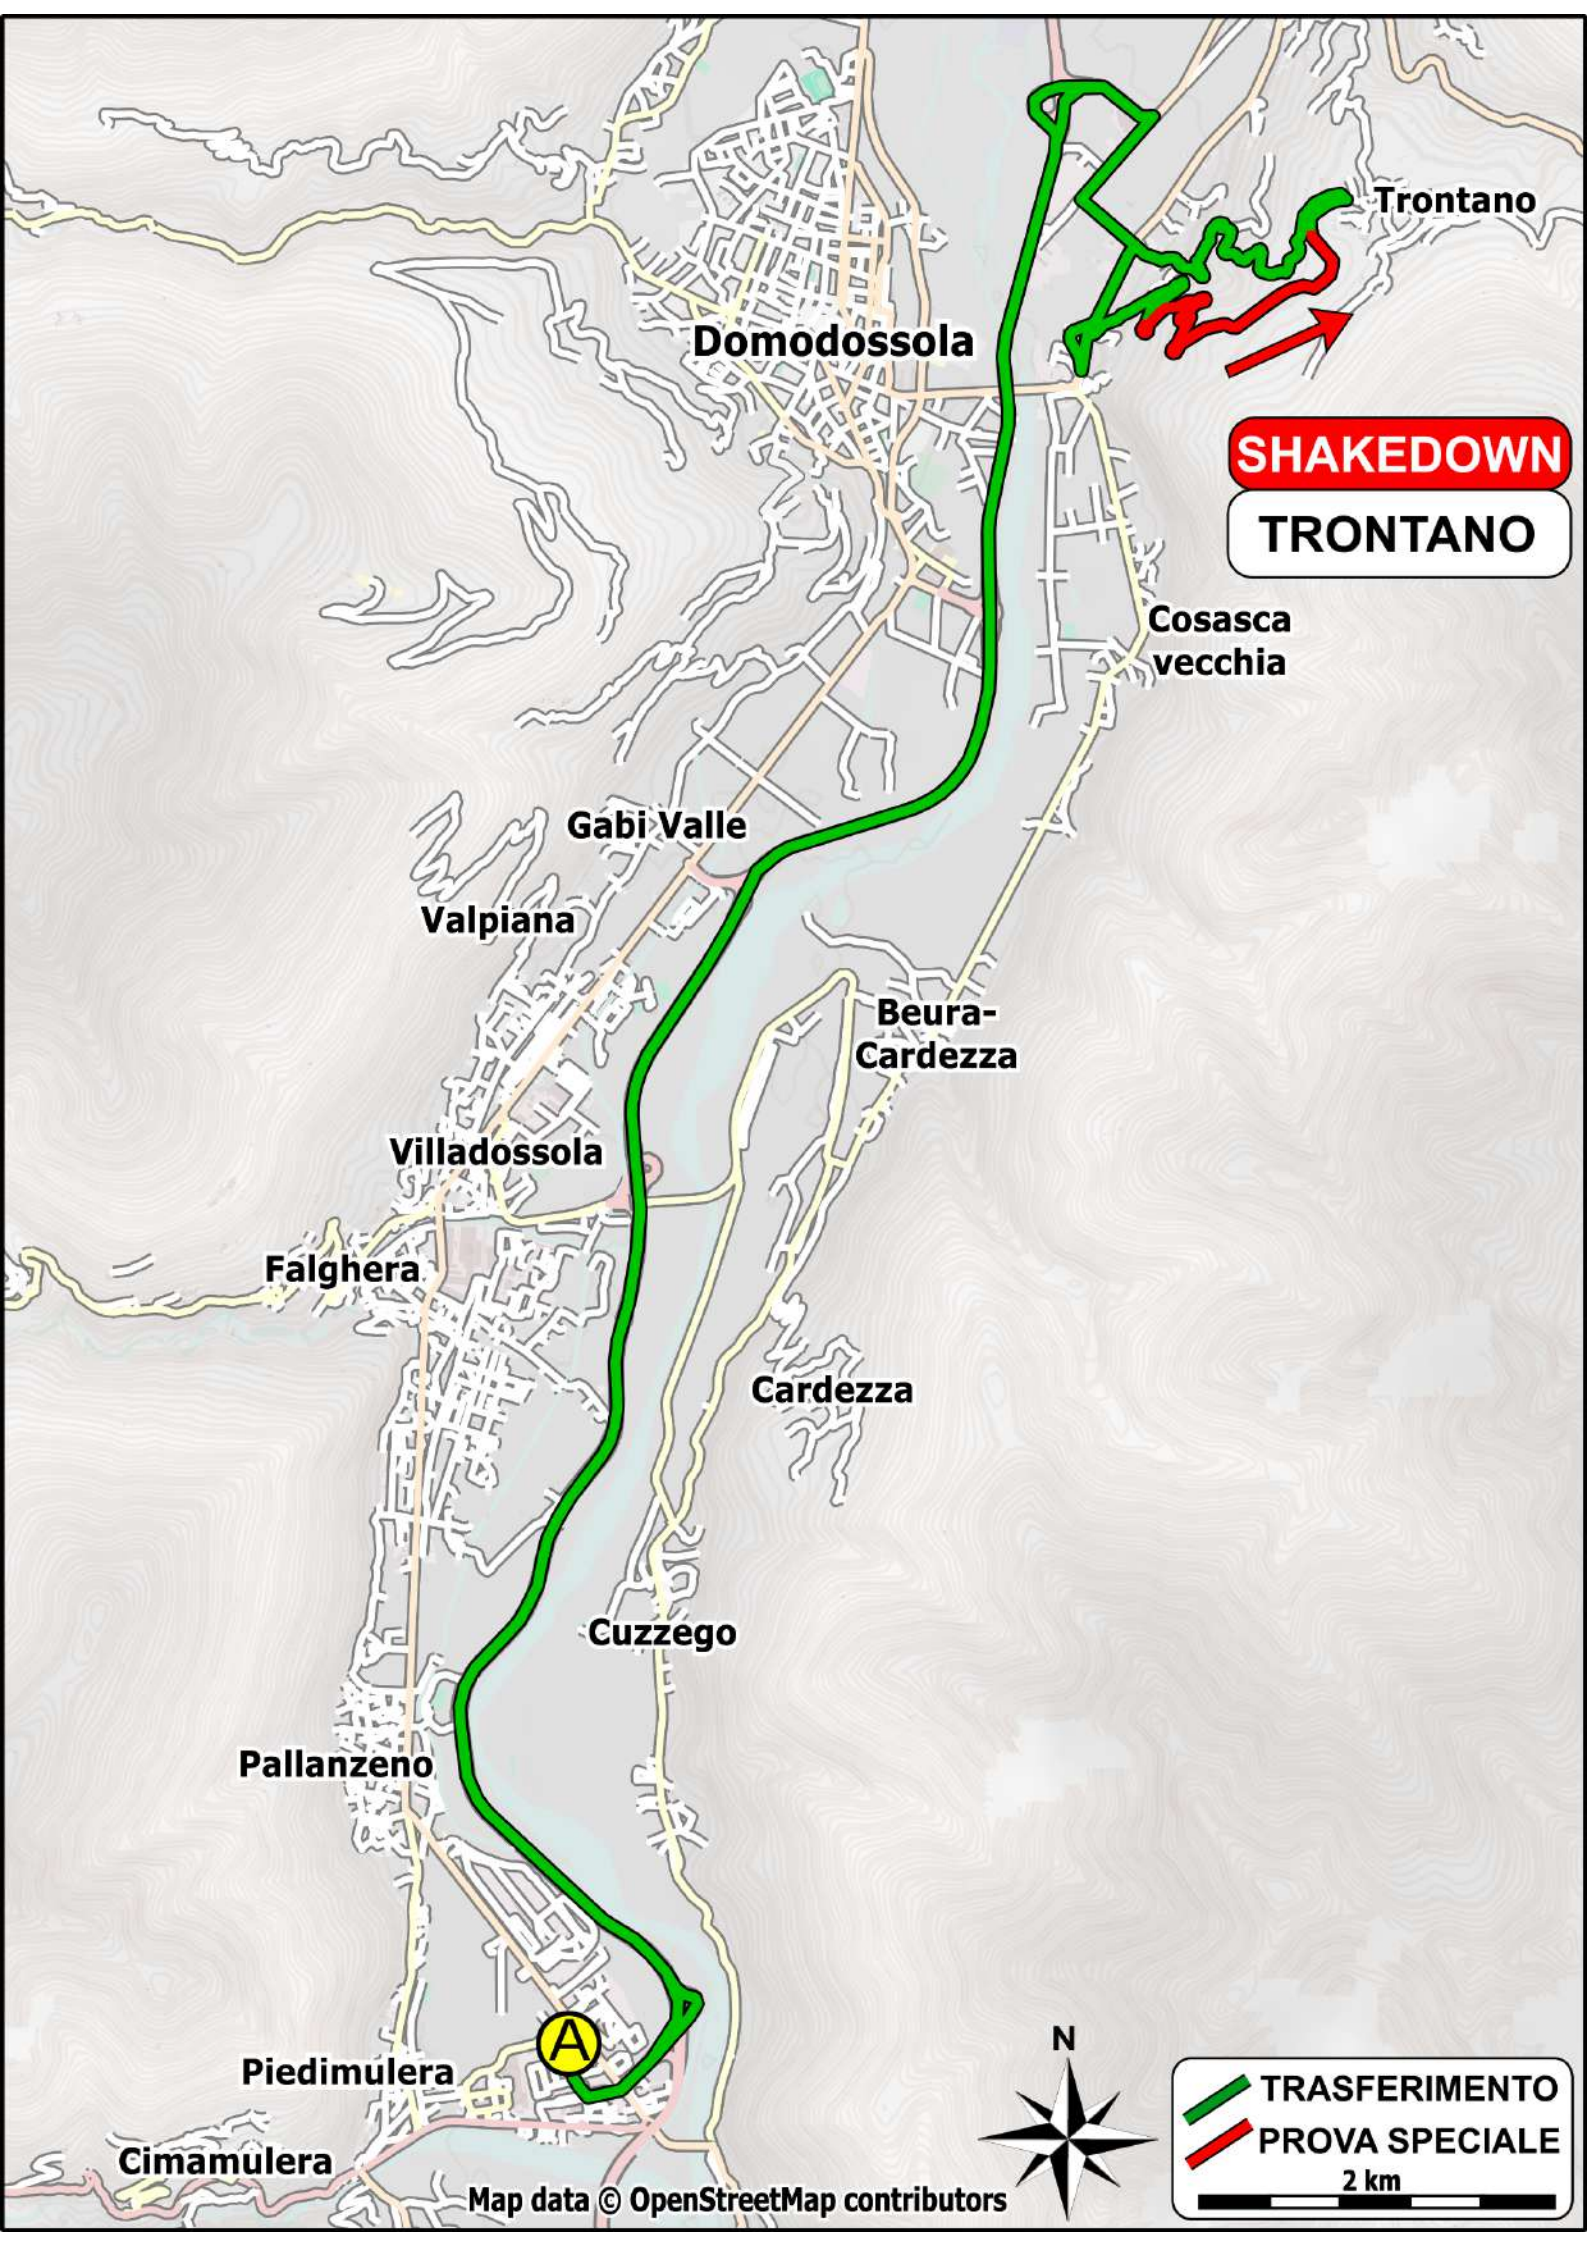 Trontano
Domodossola
SHAKEDOWN
TRONTANO
Cosasca
vecchia
Gabi Valle
Valpiana
Beura-
Cardezza
Villadossola
Falghera
Cardezza
Cuzzego
Pallanzeno
A
N
Piedimulera
TRASFERIMENTO
PROVA SPECIALE
Cimamulera
2 km
Map data © OpenStreetMap contributors